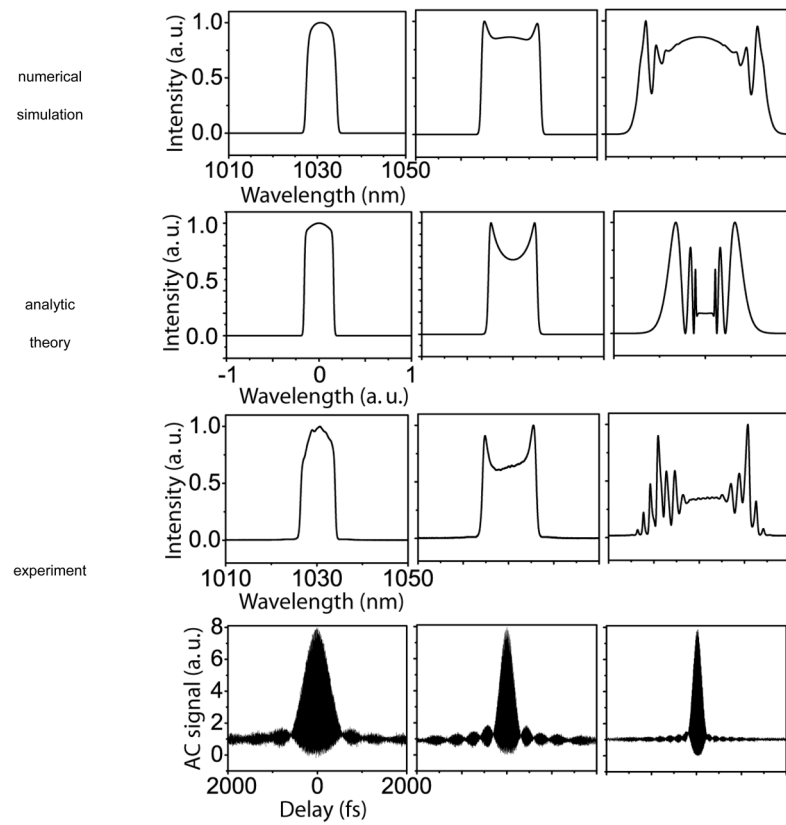 numerical
simulation
Intensity (a. u.)
1.0
0.5
0.0
1010
1030
1050
Wavelength (nm)
analytic
theory
Intensity (a. u.)
1.0
0.5
0.0
-1
0
1
Wavelength (a. u.)
experiment
Intensity (a. u.)
1.0
0.5
0.0
1010
1030
1050
Wavelength (nm)
AC signal (a. u.)
8
6
4
2
0
2000
0
2000
Delay (fs)